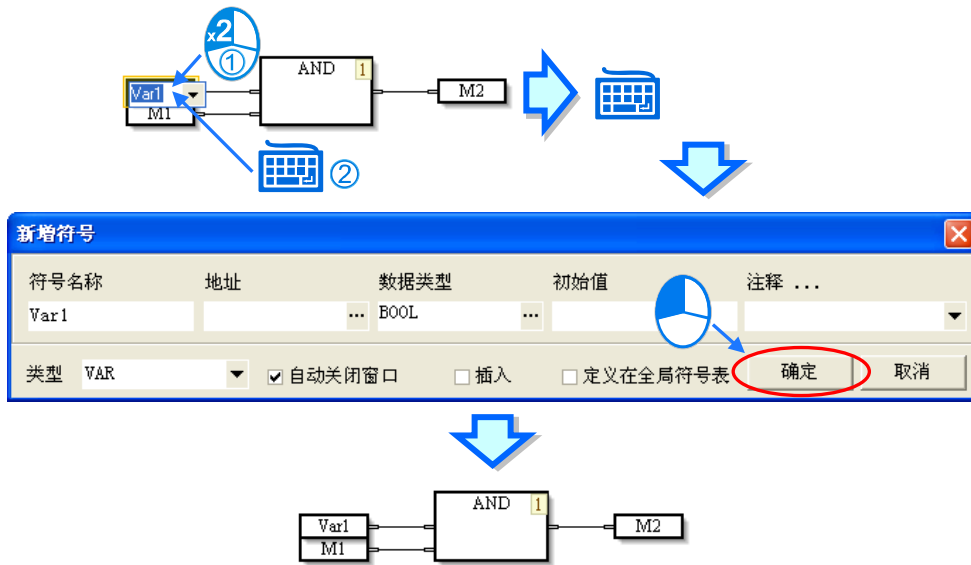 x2
①
AND 1
Var1
M1
M2
②
新增符号
符号名称 地址 数据类型 初始值 注释 ...
Var1 ... BOOL ...
类型 VAR 自动关闭窗口 插入 定义在全局符号表 确定 取消
AND 1
Var1
M1
M2